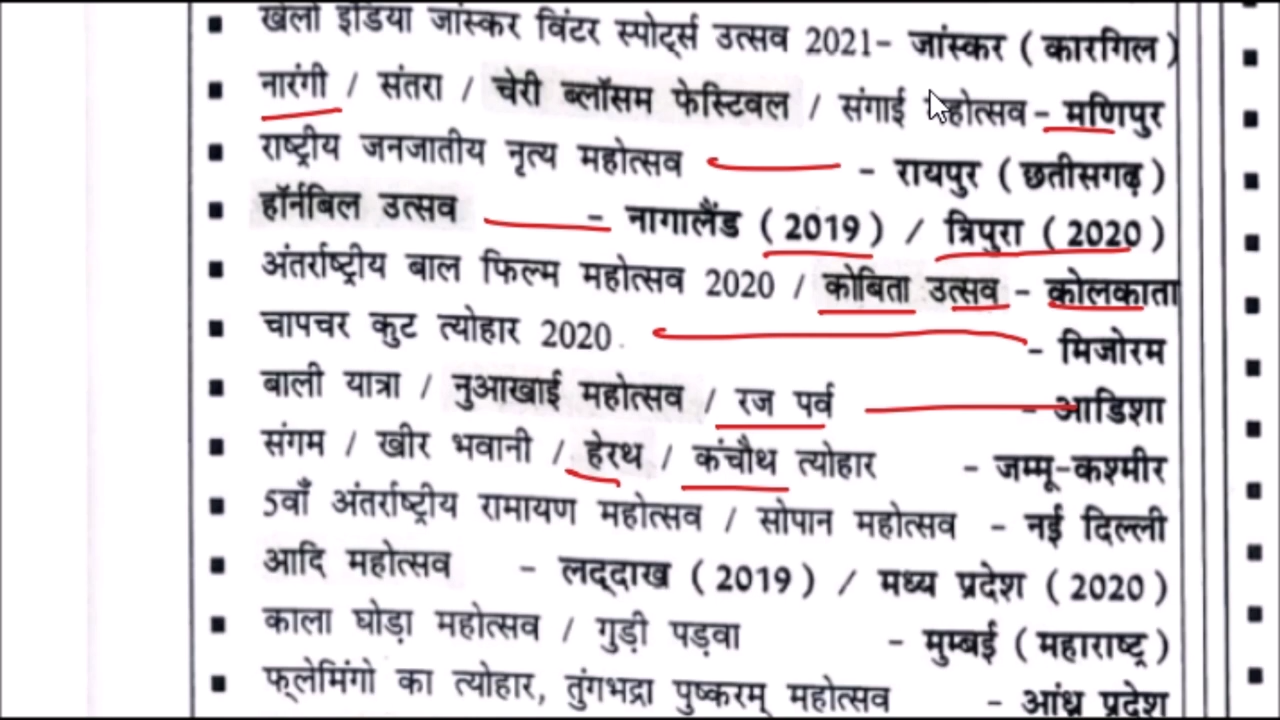 खेलो इंडिया जांस्कर विंटर स्पोर्ट्स उत्सव 2021- जांस्कर ( कारगिल )
नारंगी / संतरा / चेरी ब्लॉसम फेस्टिवल / संगाई महोत्सव - मणिपुर
राष्ट्रीय जनजातीय नृत्य महोत्सव - रायपुर ( छतीसगढ़ )
हॉर्नबिल उत्सव - नागालैंड ( 2019 ) / त्रिपुरा ( 2020 )
अंतर्राष्ट्रीय बाल फिल्म महोत्सव 2020 / कोबिता उत्सव - कोलकाता
चापचर कुट त्योहार 2020 - मिजोरम
बाली यात्रा / नुआखाई महोत्सव / रज पर्व - आडिशा
संगम / खीर भवानी / हेरथ / कंचौथ त्योहार - जम्मू-कश्मीर
5वाँ अंतर्राष्ट्रीय रामायण महोत्सव / सोपान महोत्सव - नई दिल्ली
आदि महोत्सव - लद्दाख ( 2019 ) / मध्य प्रदेश ( 2020 )
काला घोड़ा महोत्सव / गुड़ी पड़वा - मुम्बई ( महाराष्ट्र )
फ्लेमिंगो का त्योहार, तुंगभद्रा पुष्करम् महोत्सव - आंध्र प्रदेश